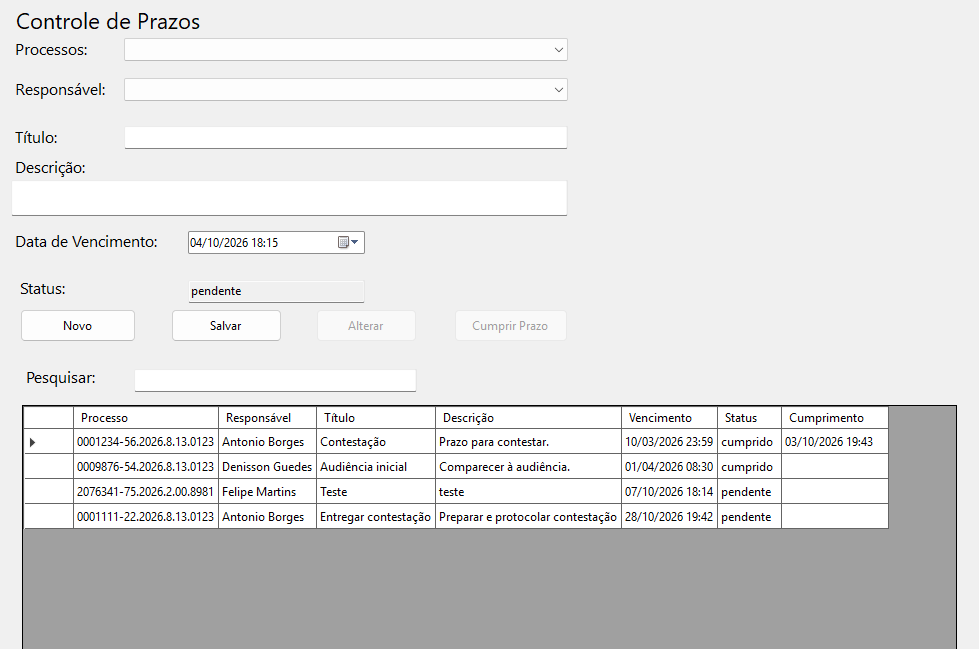 Controle de Prazos
Processos:
Responsável:
Título:
Descrição:
Data de Vencimento: 04/10/2026 18:15
Status: pendente
Novo Salvar Alterar Cumprir Prazo
Pesquisar:
Processo Responsável Título Descrição Vencimento Status Cumprimento
0001234-56.2026.8.13.0123 Antonio Borges Contestação Prazo para contestar. 10/03/2026 23:59 cumprido 03/10/2026 19:43
0009876-54.2026.8.13.0123 Denisson Guedes Audiência inicial Comparecer à audiência. 01/04/2026 08:30 cumprido
2076341-75.2026.2.00.8981 Felipe Martins Teste teste 07/10/2026 18:14 pendente
0001111-22.2026.8.13.0123 Antonio Borges Entregar contestação Preparar e protocolar contestação 28/10/2026 19:42 pendente